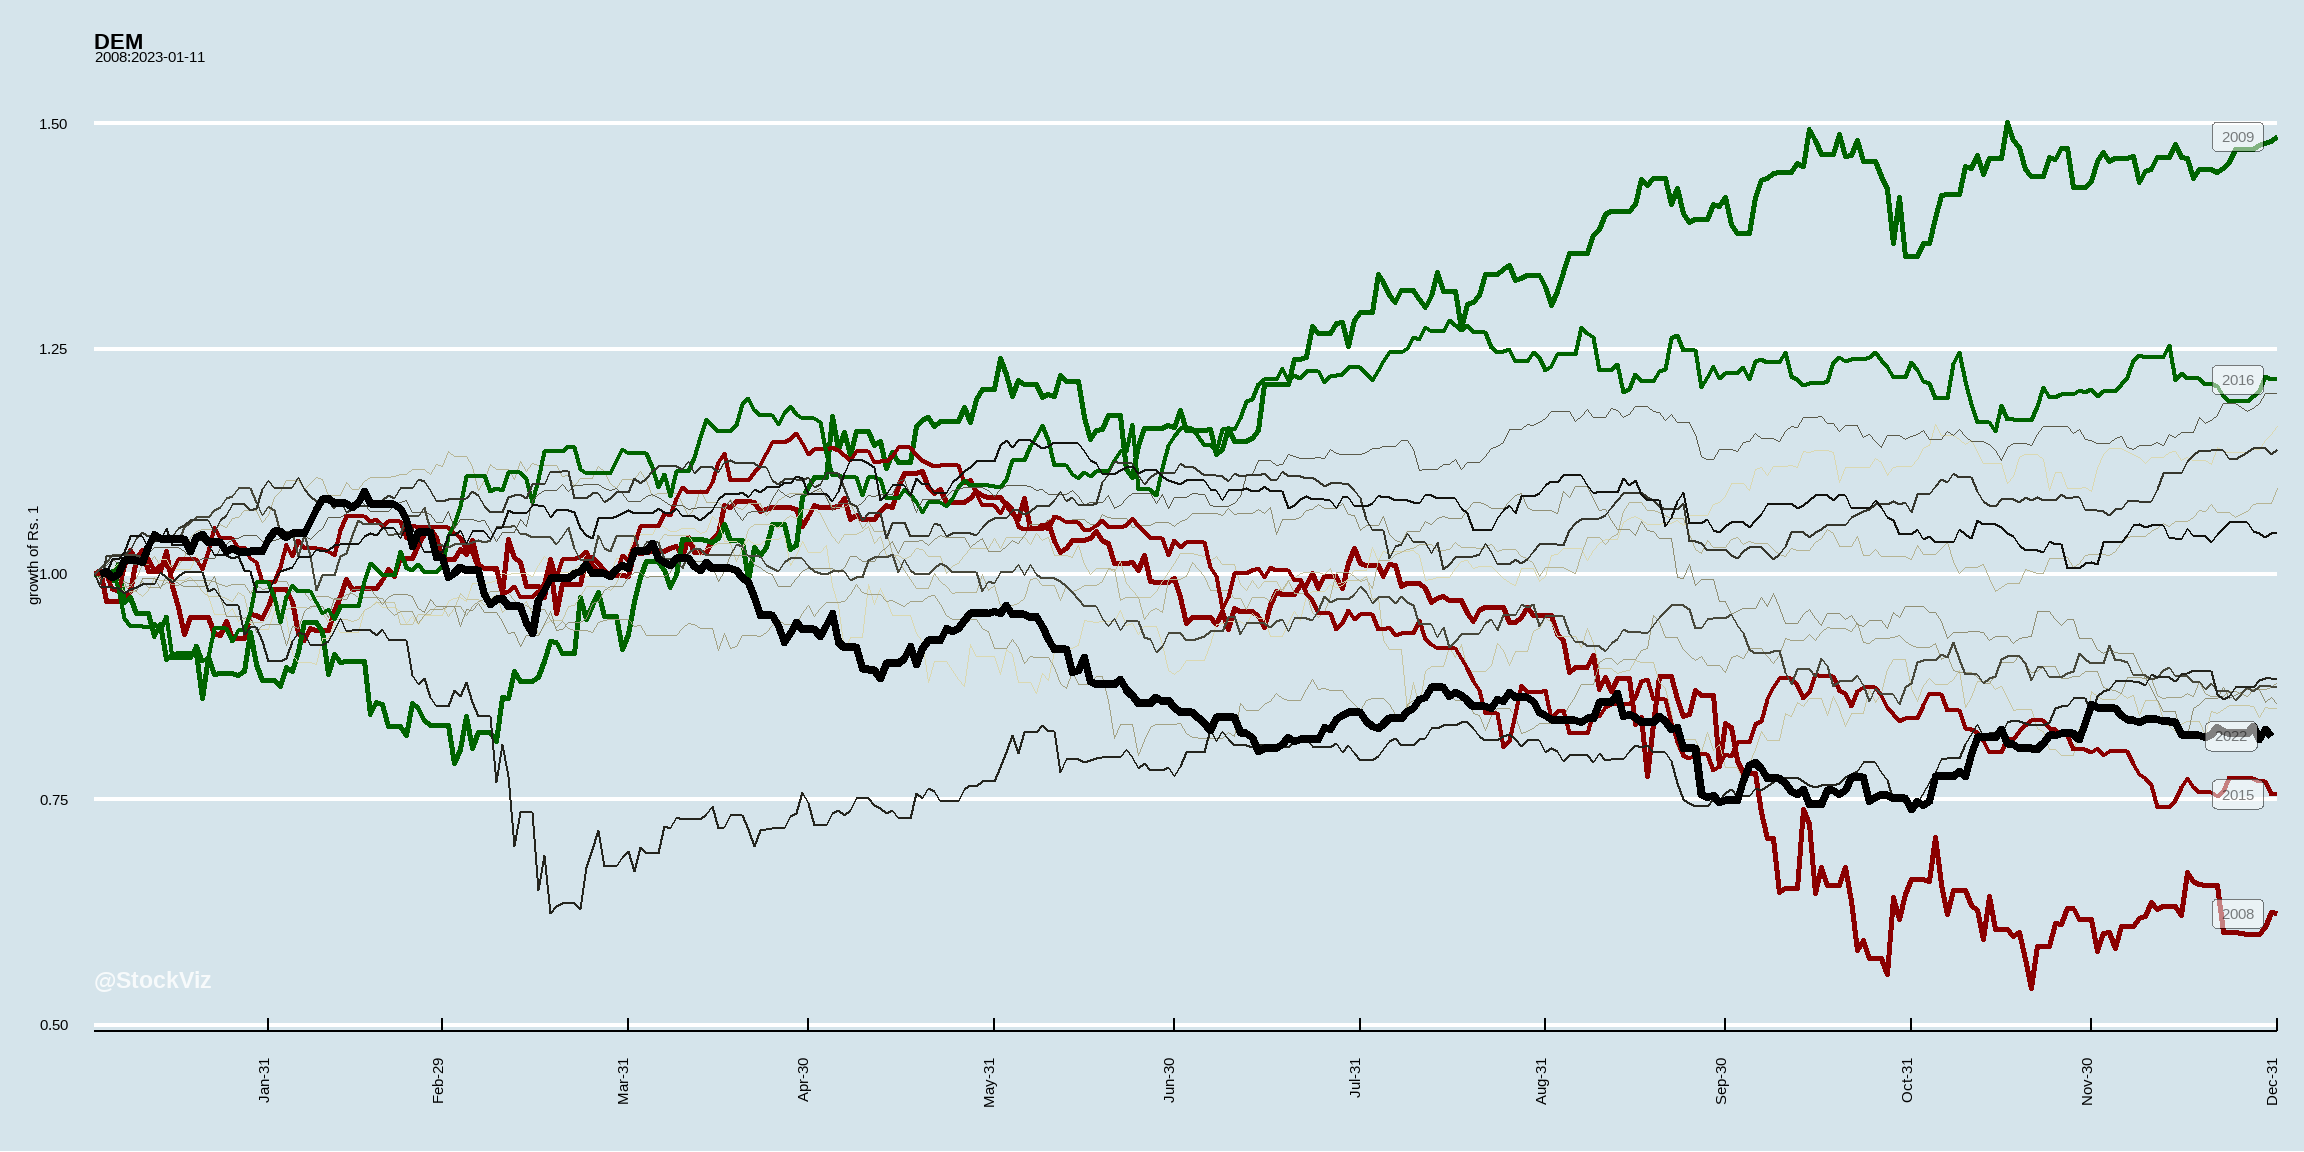 DEM
2008:2023-01-11
growth of Rs. 1
1.50
1.25
1.00
0.75
0.50
2009
2016
2022
2015
2008
@StockViz
Jan-31
Feb-29
Mar-31
Apr-30
May-31
Jun-30
Jul-31
Aug-31
Sep-30
Oct-31
Nov-30
Dec-31